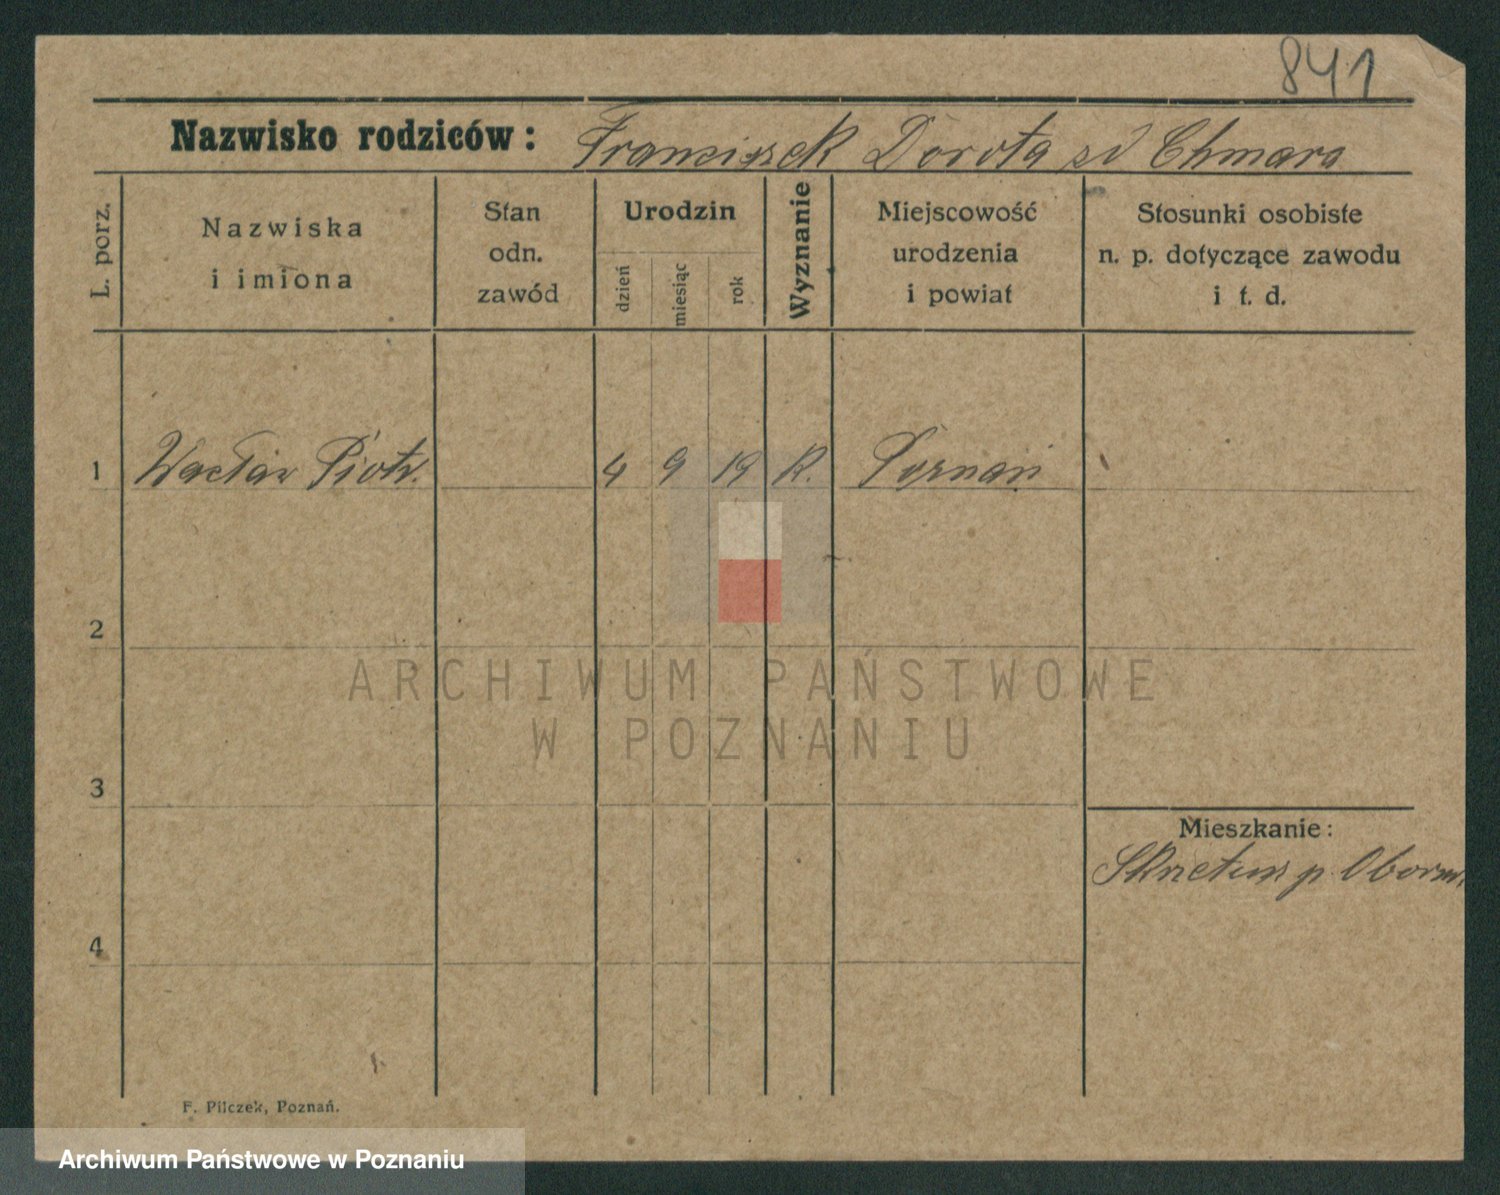 841
Nazwisko rodziców: Franciszek Dorota zd Chmara
L. porz.
Nazwiska
i imiona
Stan
odn.
zawód
Urodzin
dzień
miesiąc
rok
Wyznanie
Miejscowość
urodzenia
i powiat
Stosunki osobiste
n. p. dotyczące zawodu
i t. d.
1 Wacław Piotr. 4 9 19 R. Poznań
2
ARCHIWUM PAŃSTWOWE
W POZNANIU
3
Mieszkanie:
p. Oborn.
4
F. Pilczek, Poznań.
Archiwum Państwowe w Poznaniu